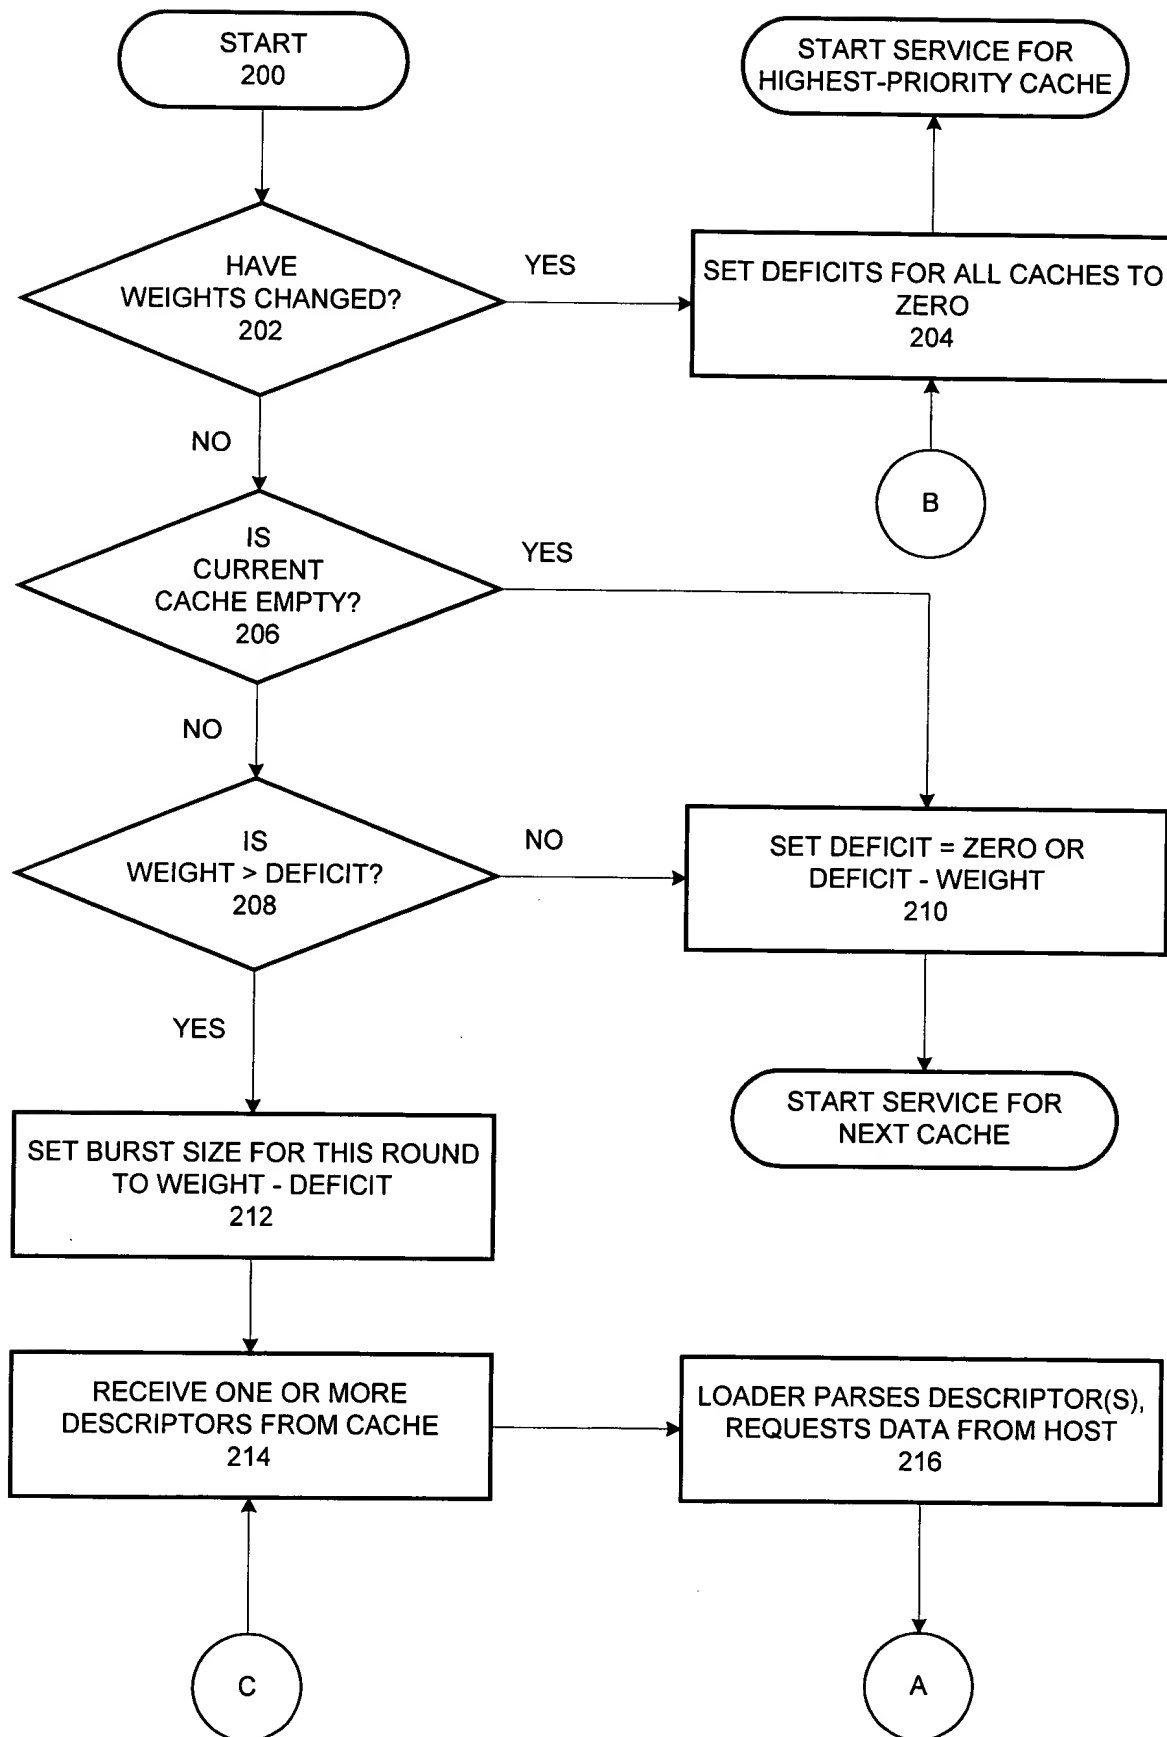 START
200
START SERVICE FOR
HIGHEST-PRIORITY CACHE
HAVE
WEIGHTS CHANGED?
202
YES
SET DEFICITS FOR ALL CACHES TO
ZERO
204
NO
B
IS
CURRENT
CACHE EMPTY?
206
YES
NO
IS
WEIGHT > DEFICIT?
208
NO
SET DEFICIT = ZERO OR
DEFICIT - WEIGHT
210
YES
START SERVICE FOR
NEXT CACHE
SET BURST SIZE FOR THIS ROUND
TO WEIGHT - DEFICIT
212
RECEIVE ONE OR MORE
DESCRIPTORS FROM CACHE
214
LOADER PARSES DESCRIPTOR(S),
REQUESTS DATA FROM HOST
216
C
A